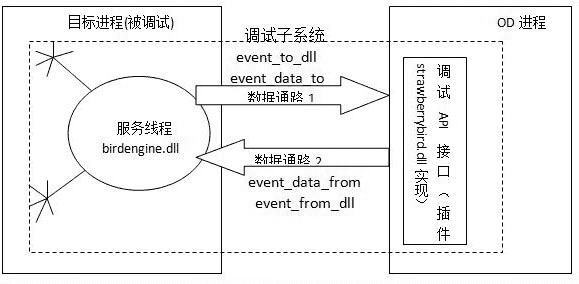 目标进程(被调试)
OD 进程
调试子系统
event_to_dll
event_data_to
数据通路 1
服务线程
birdengine.dll
数据通路 2
event_data_from
event_from_dll
调试 API 接口（插件
strawberrybird.dll 实现）